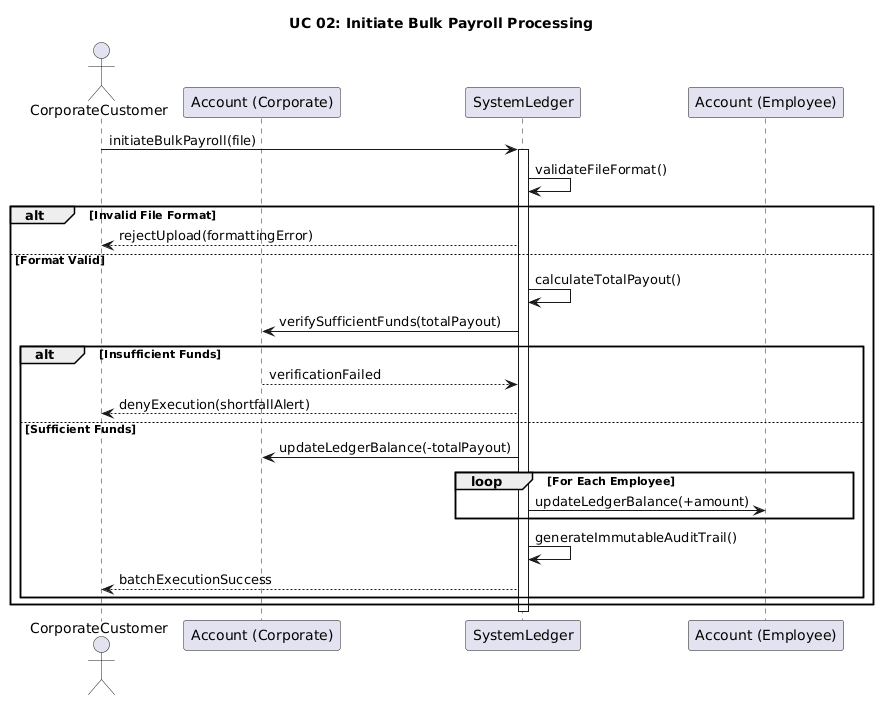 UC 02: Initiate Bulk Payroll Processing
CorporateCustomer
Account (Corporate)
SystemLedger
Account (Employee)
initiateBulkPayroll(file)
validateFileFormat()
alt
[Invalid File Format]
rejectUpload(formattingError)
[Format Valid]
calculateTotalPayout()
verifySufficientFunds(totalPayout)
alt
[Insufficient Funds]
verificationFailed
denyExecution(shortfallAlert)
[Sufficient Funds]
updateLedgerBalance(-totalPayout)
loop
[For Each Employee]
updateLedgerBalance(+amount)
generateImmutableAuditTrail()
batchExecutionSuccess
CorporateCustomer
Account (Corporate)
SystemLedger
Account (Employee)